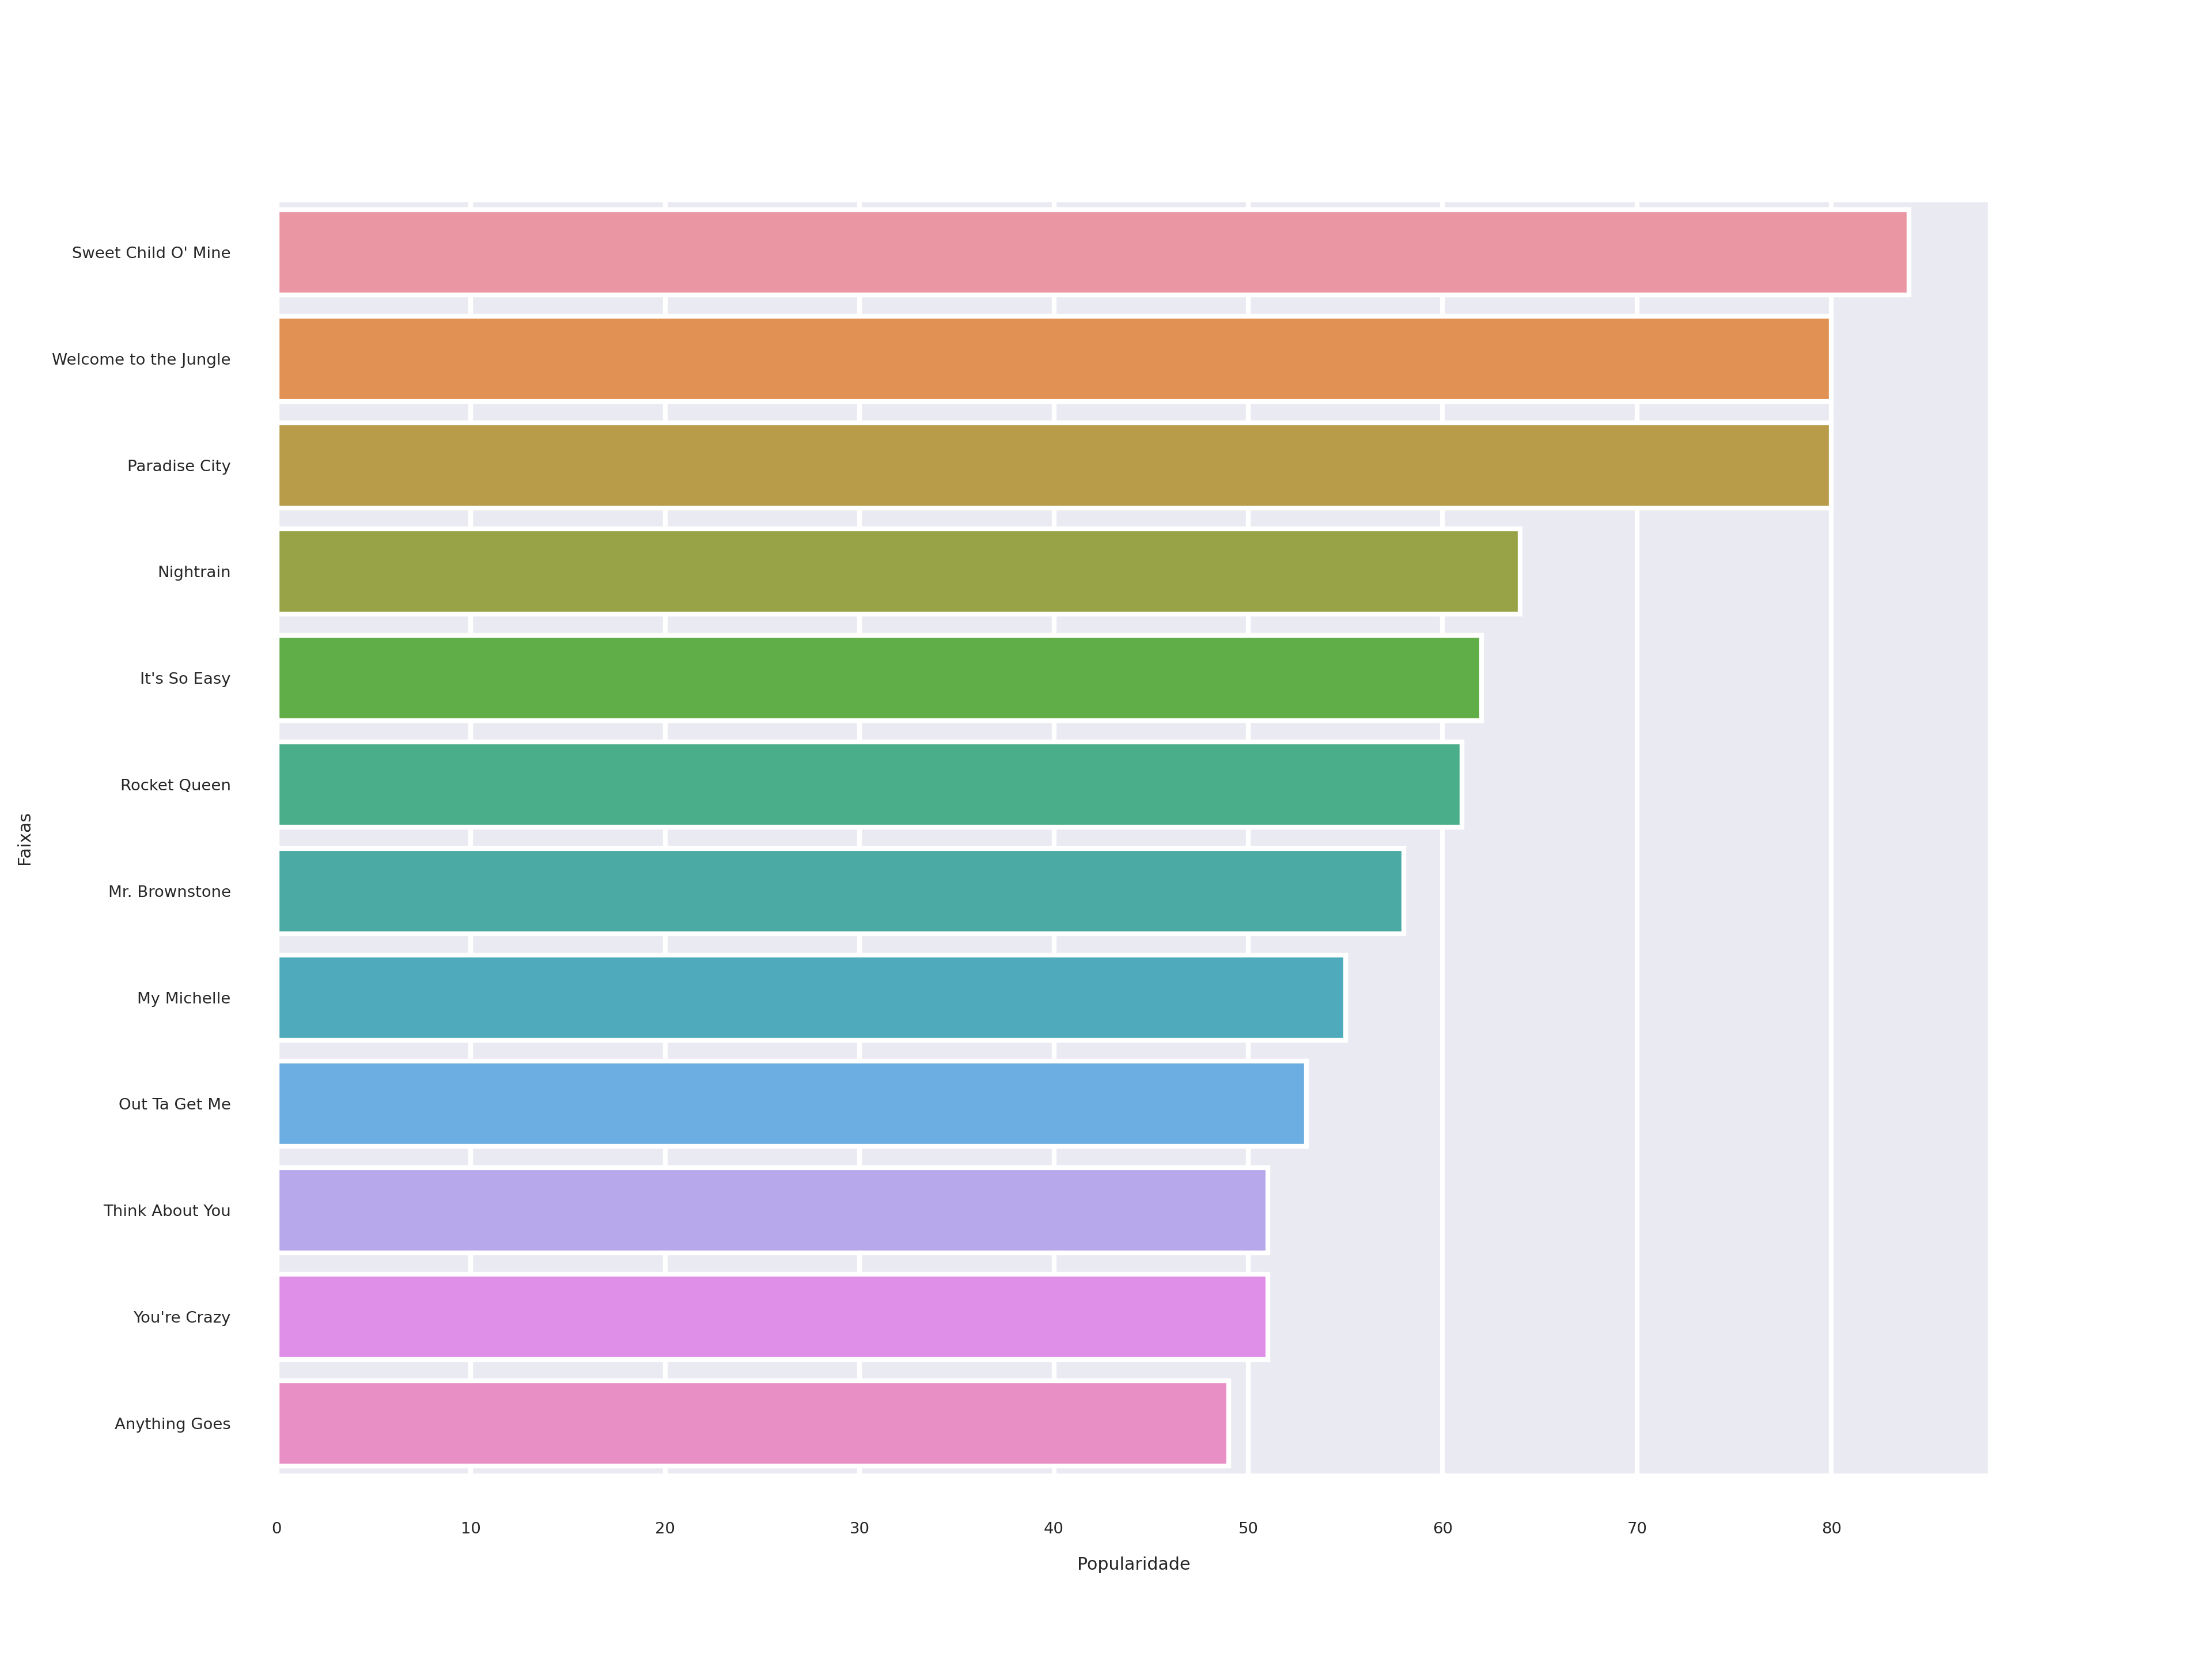 Sweet Child O' Mine
Welcome to the Jungle
Paradise City
Nightrain
It's So Easy
Rocket Queen
Mr. Brownstone
My Michelle
Out Ta Get Me
Think About You
You're Crazy
Anything Goes
Faixas
0 10 20 30 40 50 60 70 80
Popularidade